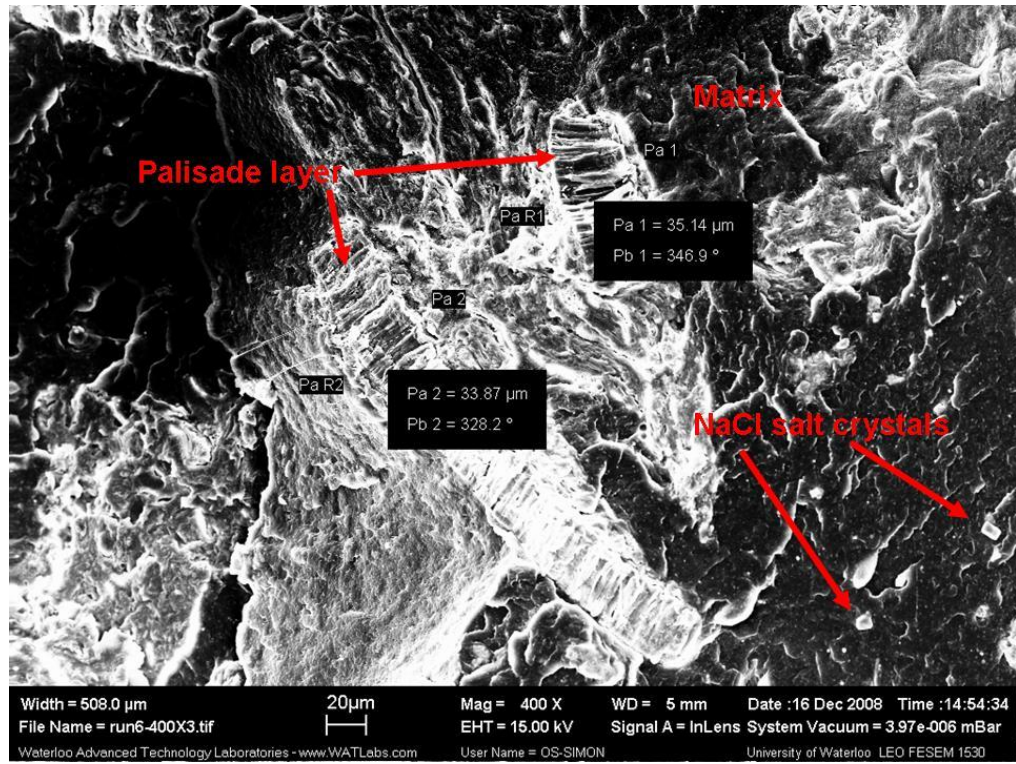 Matrix
Pa 1
Palisade layer
Pa R1
Pa 1 = 35.14 µm
Pb 1 = 346.9 °
Pa 2
Pa R2
Pa 2 = 33.87 µm
Pb 2 = 328.2 °
NaCl salt crystals
Width = 508.0 µm
20µm
Mag = 400 X
WD = 5 mm
Date :16 Dec 2008
Time :14:54:34
File Name = run6-400X3.tif
EHT = 15.00 kV
Signal A = InLens
System Vacuum = 3.97e-006 mBar
Waterloo Advanced Technology Laboratories - www.WATLabs.com
User Name = OS-SIMON
University of Waterloo LEO FESEM 1530